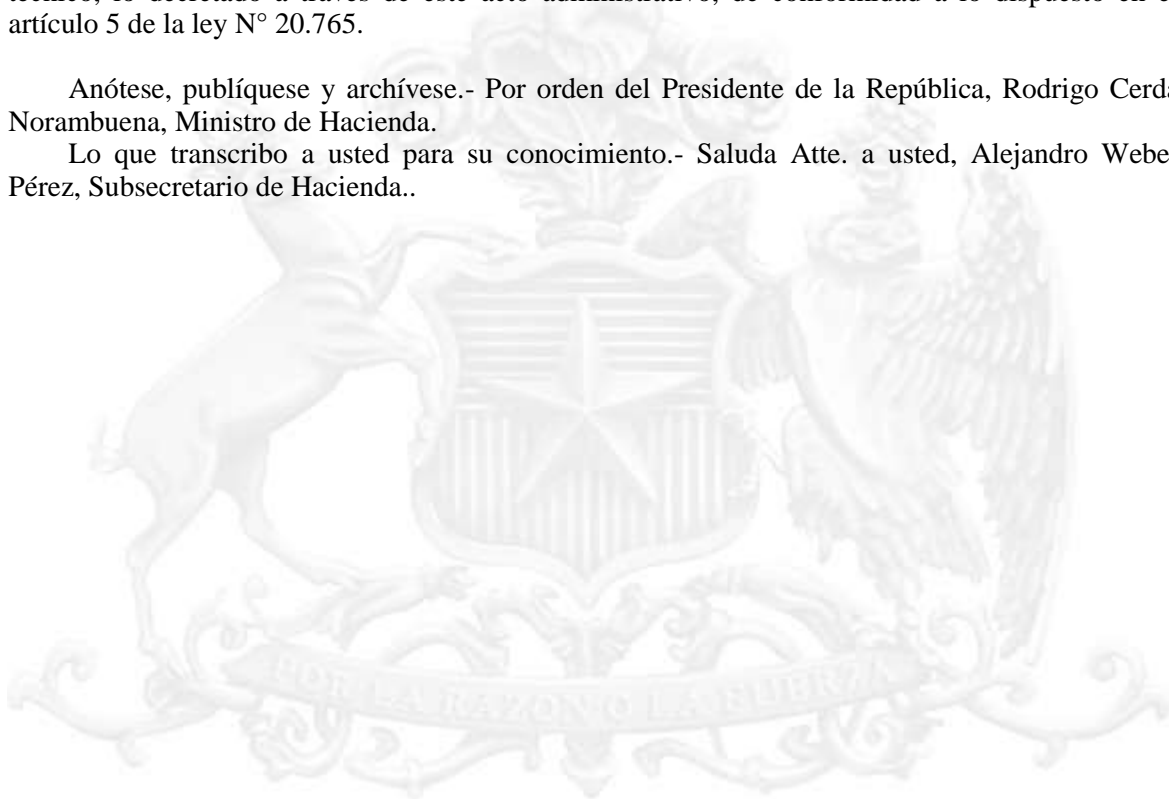 técnico, lo decretado a través de este acto administrativo, de conformidad a lo dispuesto en e
artículo 5 de la ley N° 20.765.
Anótese, publíquese y archívese.- Por orden del Presidente de la República, Rodrigo Cerda
Norambuena, Ministro de Hacienda.
Lo que transcribo a usted para su conocimiento.- Saluda Atte. a usted, Alejandro Webe
Pérez, Subsecretario de Hacienda..
POR LA RAZON O LA FUERZA